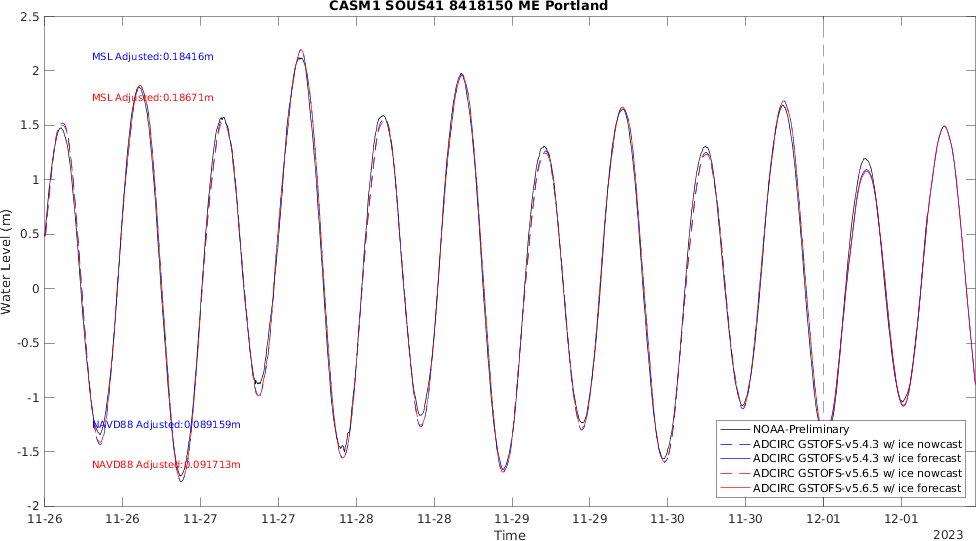 CASM1 SOUS41 8418150 ME Portland
2.5
2
1.5
1
0.5
0
-0.5
-1
-1.5
-2
Water Level (m)
MSL Adjusted:0.18416m
MSL Adjusted:0.18671m
NAVD88 Adjusted:0.089159m
NAVD88 Adjusted:0.091713m
NOAA-Preliminary
ADCIRC GSTOFS-v5.4.3 w/ ice nowcast
ADCIRC GSTOFS-v5.4.3 w/ ice forecast
ADCIRC GSTOFS-v5.6.5 w/ ice nowcast
ADCIRC GSTOFS-v5.6.5 w/ ice forecast
11-26 11-26 11-27 11-27 11-28 11-28 11-29 11-29 11-30 11-30 12-01 12-01
Time
2023